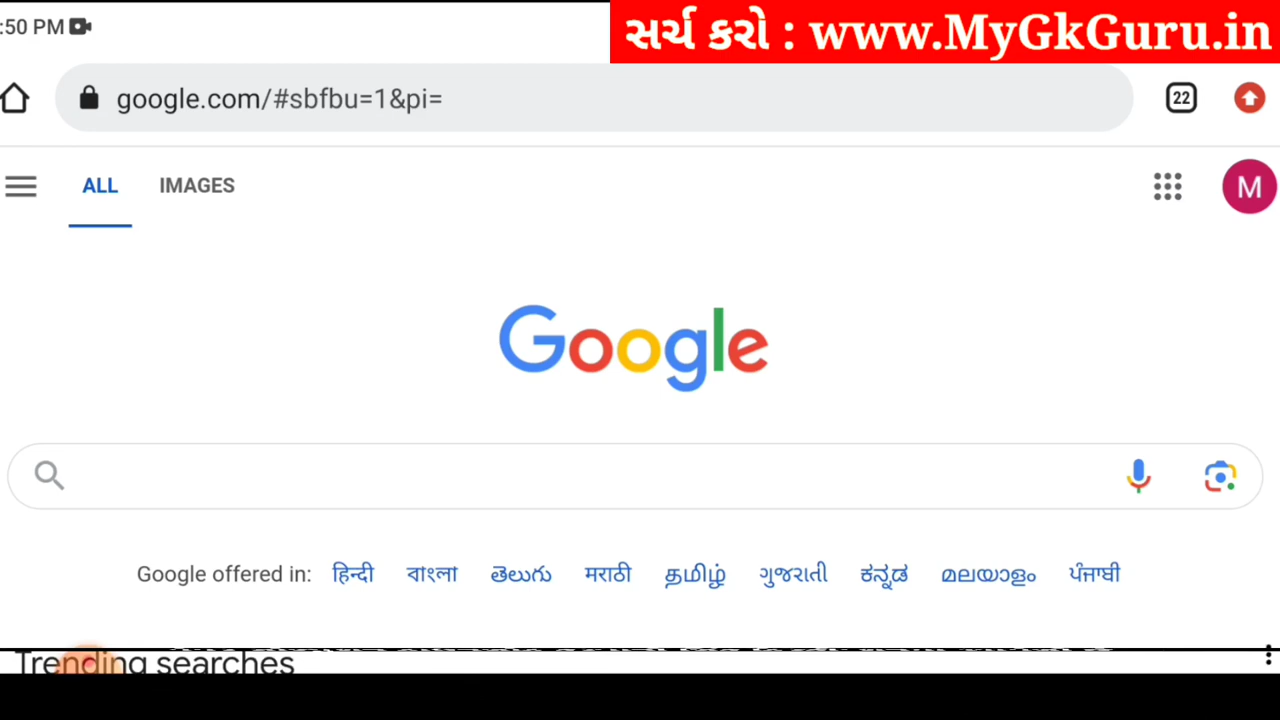 :50 PM
સર્ચ કરો : www.MyGkGuru.in
google.com/#sbfbu=1&pi=
22
ALL IMAGES
M
Google
Google offered in: हिन्दी বাংলা తెలుగు मराठी தமிழ் ગુજરાતી ಕನ್ನಡ മലയാളം ਪੰਜਾਬੀ
Trending searches